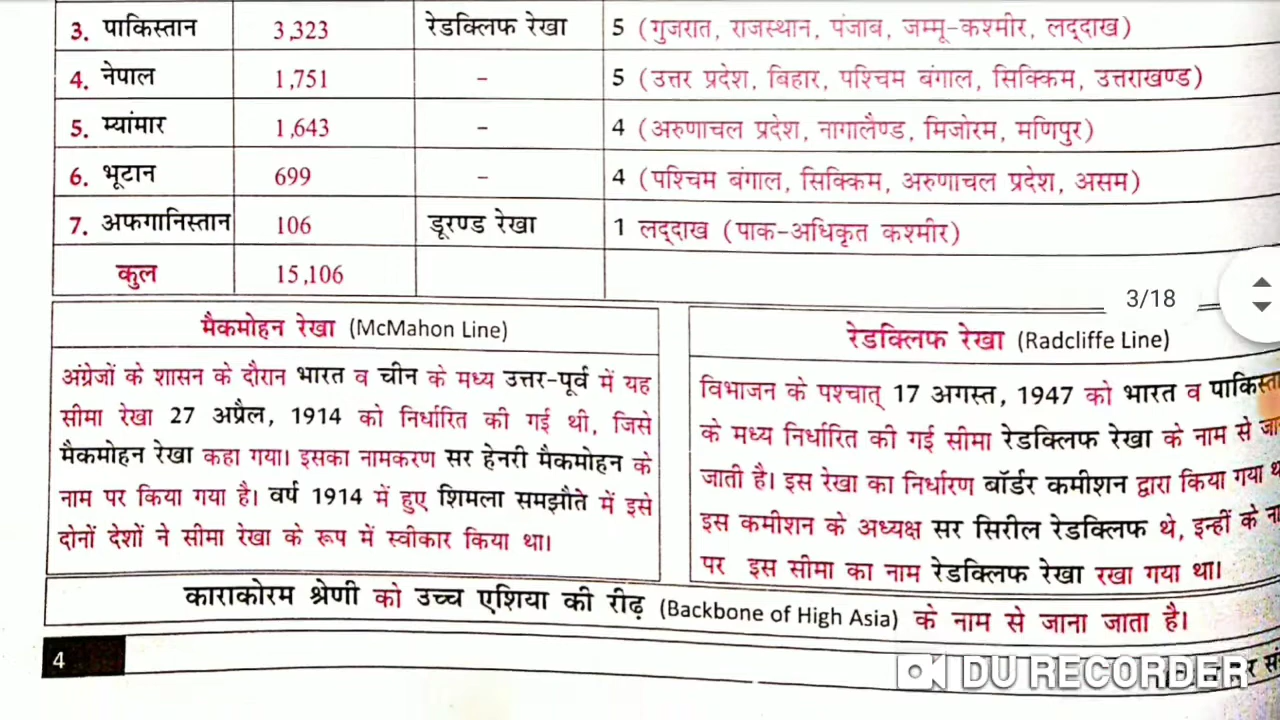 3. पाकिस्तान 3,323 रेडक्लिफ रेखा 5 (गुजरात, राजस्थान, पंजाब, जम्मू-कश्मीर, लद्दाख)
4. नेपाल 1,751 - 5 (उत्तर प्रदेश, बिहार, पश्चिम बंगाल, सिक्किम, उत्तराखण्ड)
5. म्यांमार 1,643 - 4 (अरुणाचल प्रदेश, नागालैण्ड, मिजोरम, मणिपुर)
6. भूटान 699 - 4 (पश्चिम बंगाल, सिक्किम, अरुणाचल प्रदेश, असम)
7. अफगानिस्तान 106 डूरण्ड रेखा 1 लद्दाख (पाक-अधिकृत कश्मीर)
कुल 15,106
3/18
मैकमोहन रेखा (McMahon Line)
अंग्रेजों के शासन के दौरान भारत व चीन के मध्य उत्तर-पूर्व में यह
सीमा रेखा 27 अप्रैल, 1914 को निर्धारित की गई थी, जिसे
मैकमोहन रेखा कहा गया। इसका नामकरण सर हेनरी मैकमोहन के
नाम पर किया गया है। वर्ष 1914 में हुए शिमला समझौते में इसे
दोनों देशों ने सीमा रेखा के रूप में स्वीकार किया था।
रेडक्लिफ रेखा (Radcliffe Line)
विभाजन के पश्चात् 17 अगस्त, 1947 को भारत व
के मध्य निर्धारित की गई सीमा रेडक्लिफ रेखा के नाम से
जाती है। इस रेखा का निर्धारण बॉर्डर कमीशन द्वारा किया गया
इस कमीशन के अध्यक्ष सर सिरील रेडक्लिफ थे, इन्हीं के
पर इस सीमा का नाम रेडक्लिफ रेखा रखा गया था।
काराकोरम श्रेणी को उच्च एशिया की रीढ़ (Backbone of High Asia) के नाम से जाना जाता है।
4
DU RECORDER